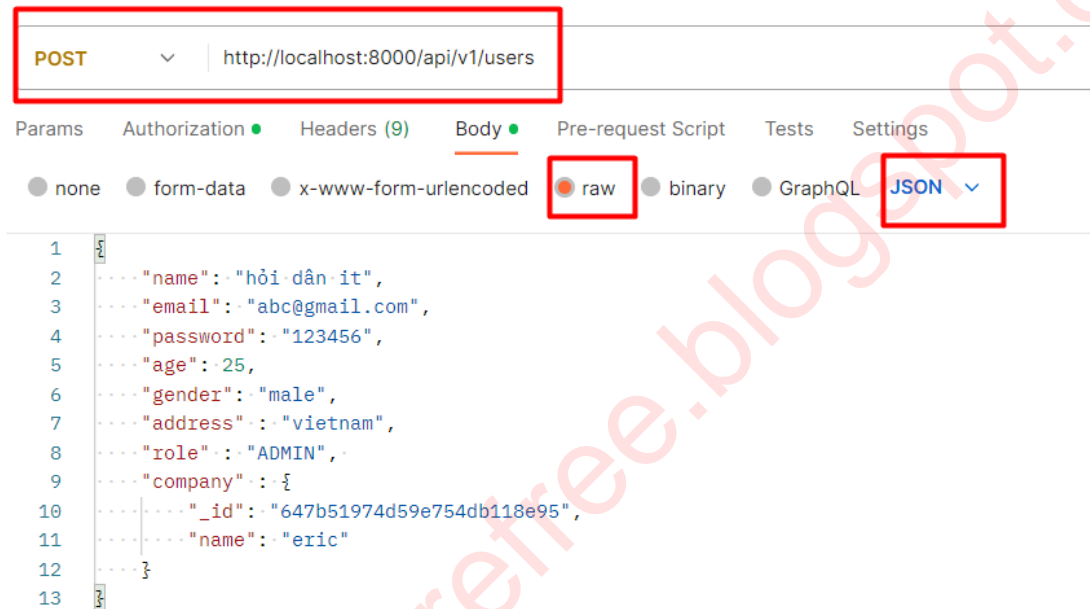 POST http://localhost:8000/api/v1/users
Params Authorization Headers (9) Body Pre-request Script Tests Settings
none form-data x-www-form-urlencoded raw binary GraphQL JSON
1 {
2 "name": "hỏi dân it",
3 "email": "abc@gmail.com",
4 "password": "123456",
5 "age": 25,
6 "gender": "male",
7 "address" : "vietnam",
8 "role" : "ADMIN",
9 "company" : {
10 "_id": "647b51974d59e754db118e95",
11 "name": "eric"
12 }
13 }
refree.blogspot.c